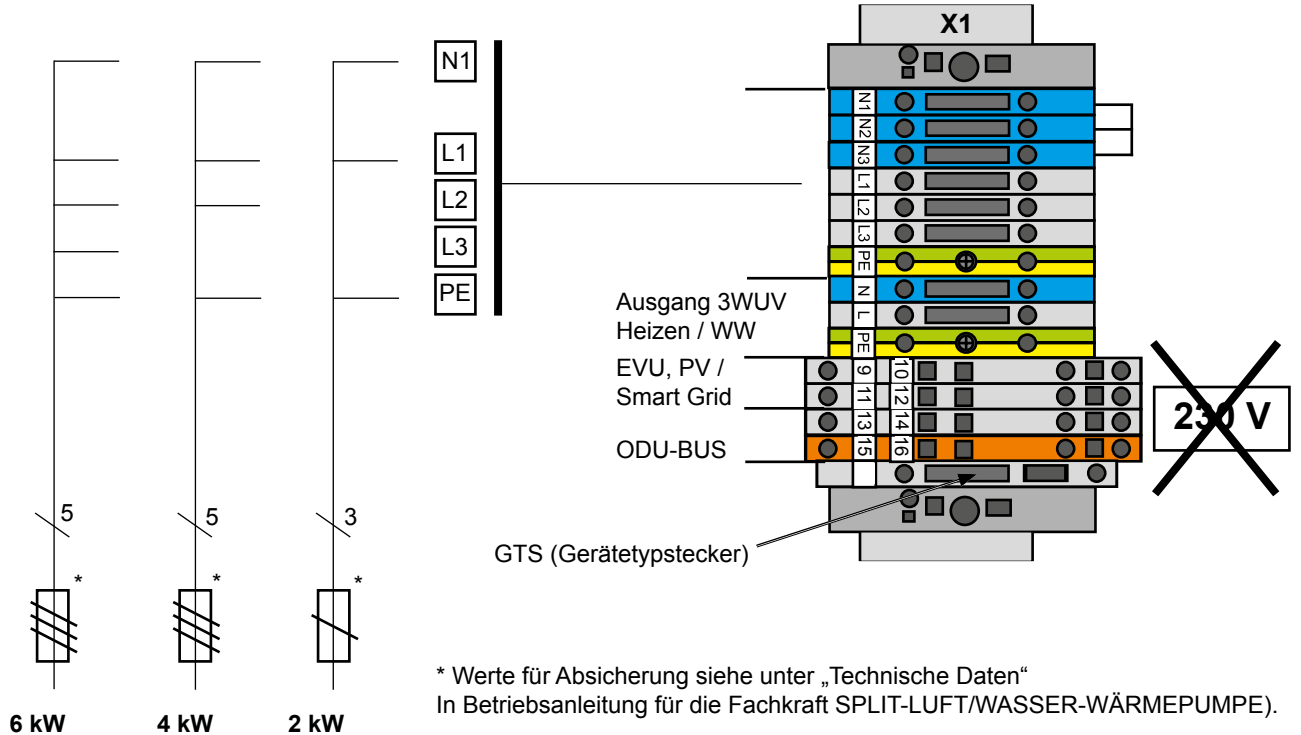 X1
N1
L1
L2
L3
PE
N1
N2
N3
L1
L2
L3
PE
N
L
PE
9 10
11 12
13 14
15 16
Ausgang 3WUV
Heizen / WW
EVU, PV /
Smart Grid
ODU-BUS
230 V
GTS (Gerätetypstecker)
5
5
3
*
*
*
6 kW
4 kW
2 kW
* Werte für Absicherung siehe unter „Technische Daten“
In Betriebsanleitung für die Fachkraft SPLIT-LUFT/WASSER-WÄRMEPUMPE).